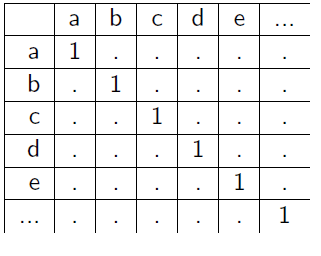 a b c d e ...
a 1 . . . . .
b . 1 . . . .
c . . 1 . . .
d . . . 1 . .
e . . . . 1 .
... . . . . . 1